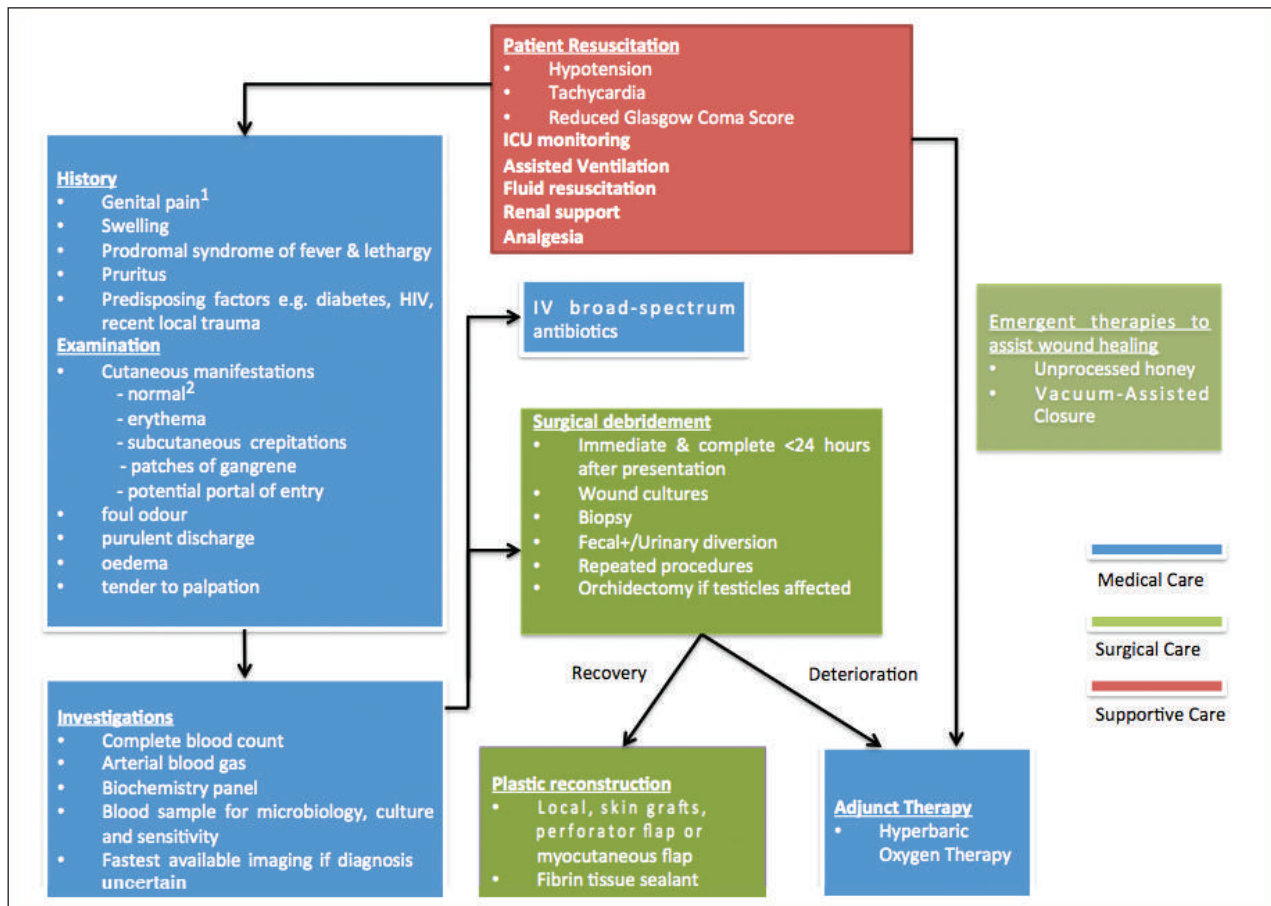 Patient Resuscitation
• Hypotension
• Tachycardia
• Reduced Glasgow Coma Score
ICU monitoring
Assisted Ventilation
Fluid resuscitation
Renal support
Analgesia
History
• Genital pain1
• Swelling
• Prodromal syndrome of fever & lethargy
• Pruritus
• Predisposing factors e.g. diabetes, HIV,
recent local trauma
Examination
• Cutaneous manifestations
- normal2
- erythema
- subcutaneous crepitations
- patches of gangrene
- potential portal of entry
• foul odour
• purulent discharge
• oedema
• tender to palpation
IV broad-spectrum
antibiotics
Emergent therapies to
assist wound healing
• Unprocessed honey
• Vacuum-Assisted
Closure
Surgical debridement
• Immediate & complete <24 hours
after presentation
• Wound cultures
• Biopsy
• Fecal+/Urinary diversion
• Repeated procedures
• Orchidectomy if testicles affected
Medical Care
Surgical Care
Supportive Care
Recovery
Deterioration
Investigations
• Complete blood count
• Arterial blood gas
• Biochemistry panel
• Blood sample for microbiology, culture
and sensitivity
• Fastest available imaging if diagnosis
uncertain
Plastic reconstruction
• Local, skin grafts,
perforator flap or
myocutaneous flap
• Fibrin tissue sealant
Adjunct Therapy
• Hyperbaric
Oxygen Therapy